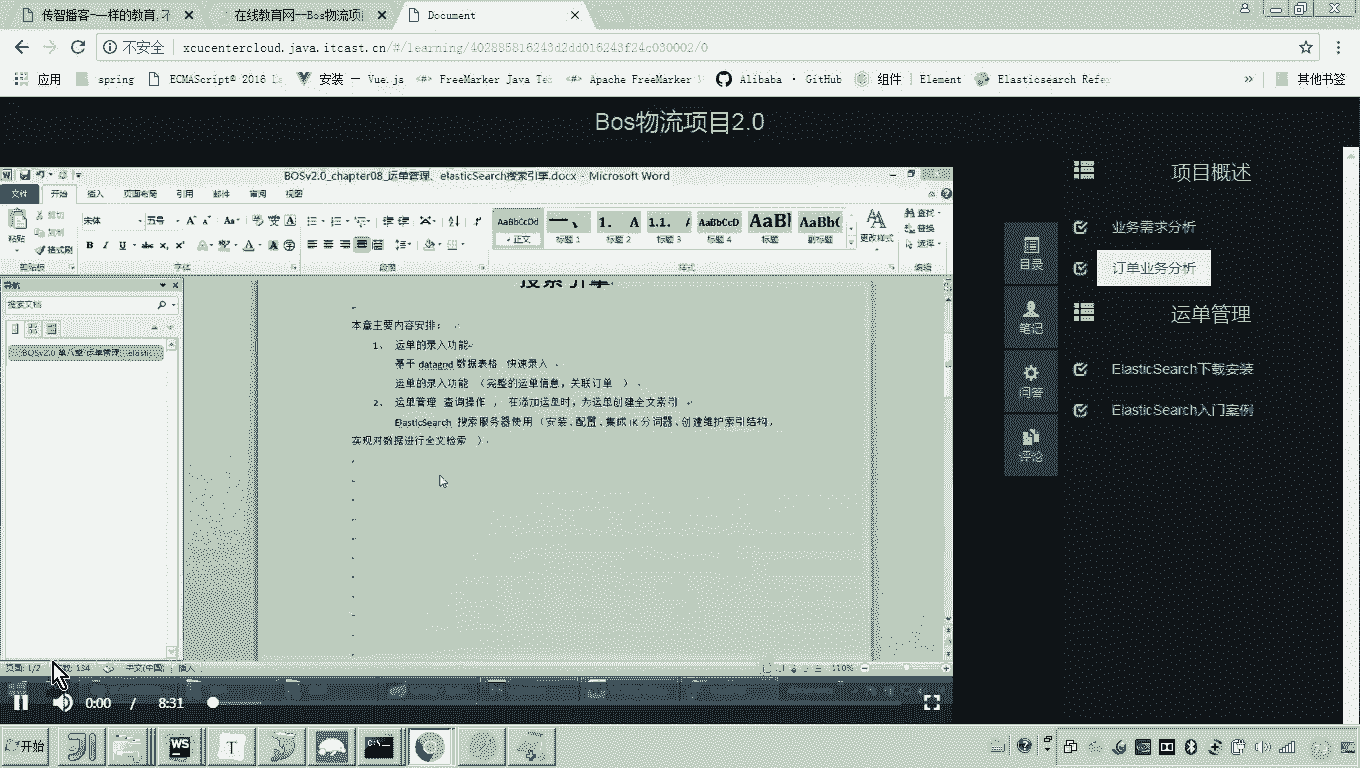 传智播客-一样的教育,不
在线教育网--Bos物流项
Document
不安全
xcucentercloud.java.itcast.cn/#/learning/402885816243d2dd016243f24c030002/0
应用
spring
ECMAScript® 2018 L
安装 — Vue.js
FreeMarker Java Te
Apache FreeMarker
Alibaba · GitHub
组件 | Element
Elasticsearch Refer
»
其他书签
Bos物流项目2.0
BOSv2.0_chapter08_运单管理、elasticSearch搜索引擎.docx - Microsoft Word
文件
开始
插入
页面布局
引用
邮件
审阅
视图
粘贴
剪切
复制
格式刷
宋体
五号
AaBbCcDd
正文
标题 1
1. A
标题 2
1.1. A
标题 3
AaBbCcD
标题 4
AaBl
标题
AaBb(
副标题
更改样式
查找
替换
选择
剪贴板
字体
段落
样式
编辑
导航
搜索文档
搜索引擎
本章主要内容安排：
1、 运单的录入功能
基于 datagrid 数据表格 快速录入
运单的录入功能 （完整的运单信息，关联订单 ）
2、 运单管理 查询操作 ， 在添加运单时，为运单创建全文索引
ElasticSearch 搜索服务器使用（安装、配置、集成 IK 分词器、创建维护索引结构，
实现对数据进行全文检索 ）
页面: 1/2
134
中文(中国)
插入
110%
0:00 / 8:31
目录
笔记
问答
评论
项目概述
业务需求分析
订单业务分析
运单管理
ElasticSearch下载安装
ElasticSearch入门案例
开始
WS
T